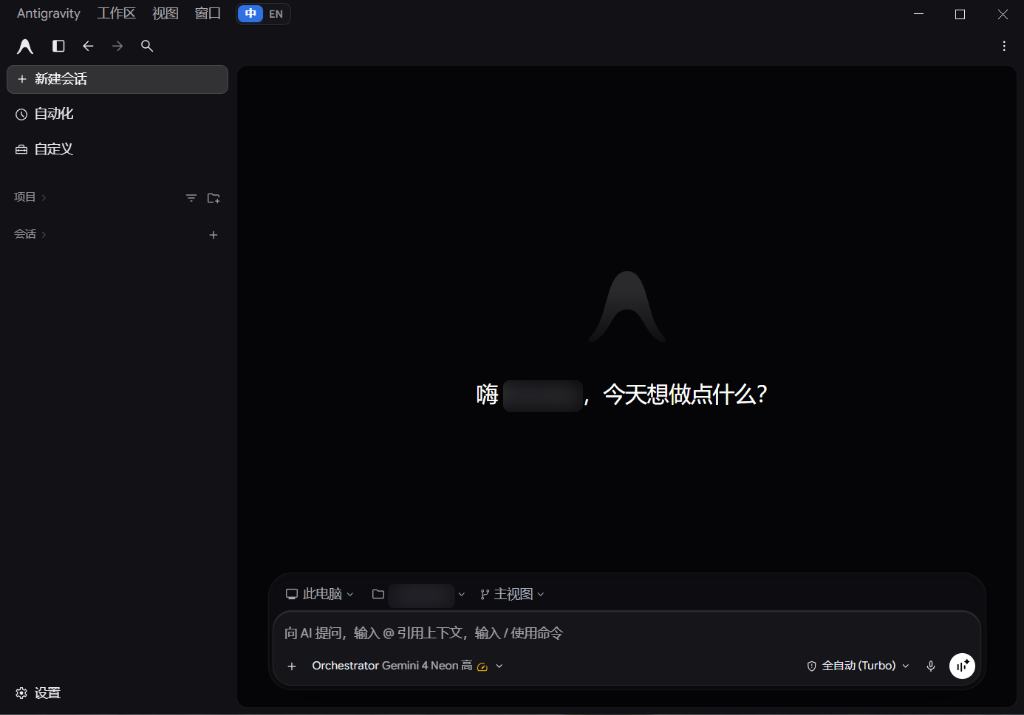 Antigravity 工作区 视图 窗口 中 EN
+ 新建会话
自动化
自定义
项目 >
会话 > +
嗨 ，今天想做点什么?
此电脑 主视图
向 AI 提问，输入 @ 引用上下文，输入 / 使用命令
+ Orchestrator Gemini 4 Neon 高 全自动 (Turbo)
设置